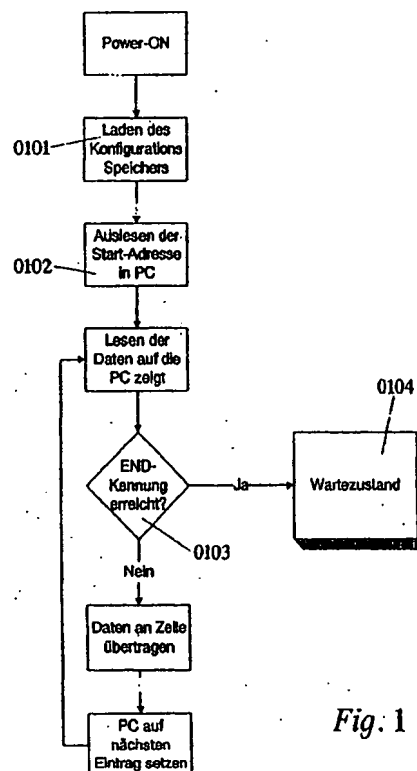 Power-ON
0101
Laden des
Konfigurations
Speichers
0102
Auslesen der
Start-Adresse
in PC
Lesen der
Daten auf die
PC zeigt
0104
END-
Kennung
erreicht?
Ja
Wartezustand
0103
Nein
Daten an Zelle
übertragen
PC auf
nächsten
Eintrag setzen
Fig. 1